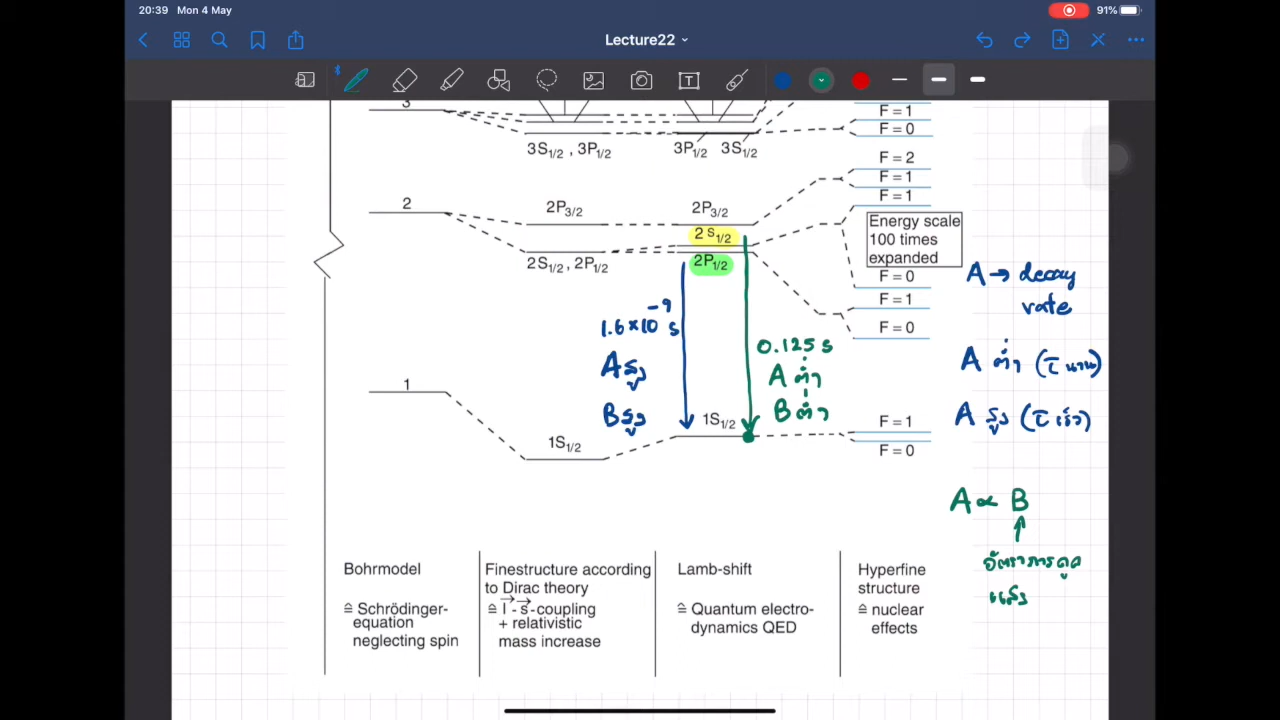 20:39 Mon 4 May
91%
Lecture22
3
F = 1
F = 0
3S1/2 , 3P1/2
3P1/2 3S1/2
F = 2
F = 1
F = 1
2
2P3/2
2P3/2
2 S1/2
2S1/2 , 2P1/2
2P1/2
Energy scale
100 times
expanded
F = 0
F = 1
F = 0
A → decay
rate
1.6×10⁻⁹ s
A สูง
B สูง
0.125 s
A ต่ำ
B ต่ำ
A ต่ำ (τ นาน)
A สูง (τ เร็ว)
1
1S1/2
1S1/2
F = 1
F = 0
A ∝ B
↑
อัตราการดูด
แสง
Bohrmodel
≙ Schrödinger-
equation
neglecting spin
Finestructure according
to Dirac theory
≙ l⃗ - s⃗ -coupling
+ relativistic
mass increase
Lamb-shift
≙ Quantum electro-
dynamics QED
Hyperfine
structure
≙ nuclear
effects